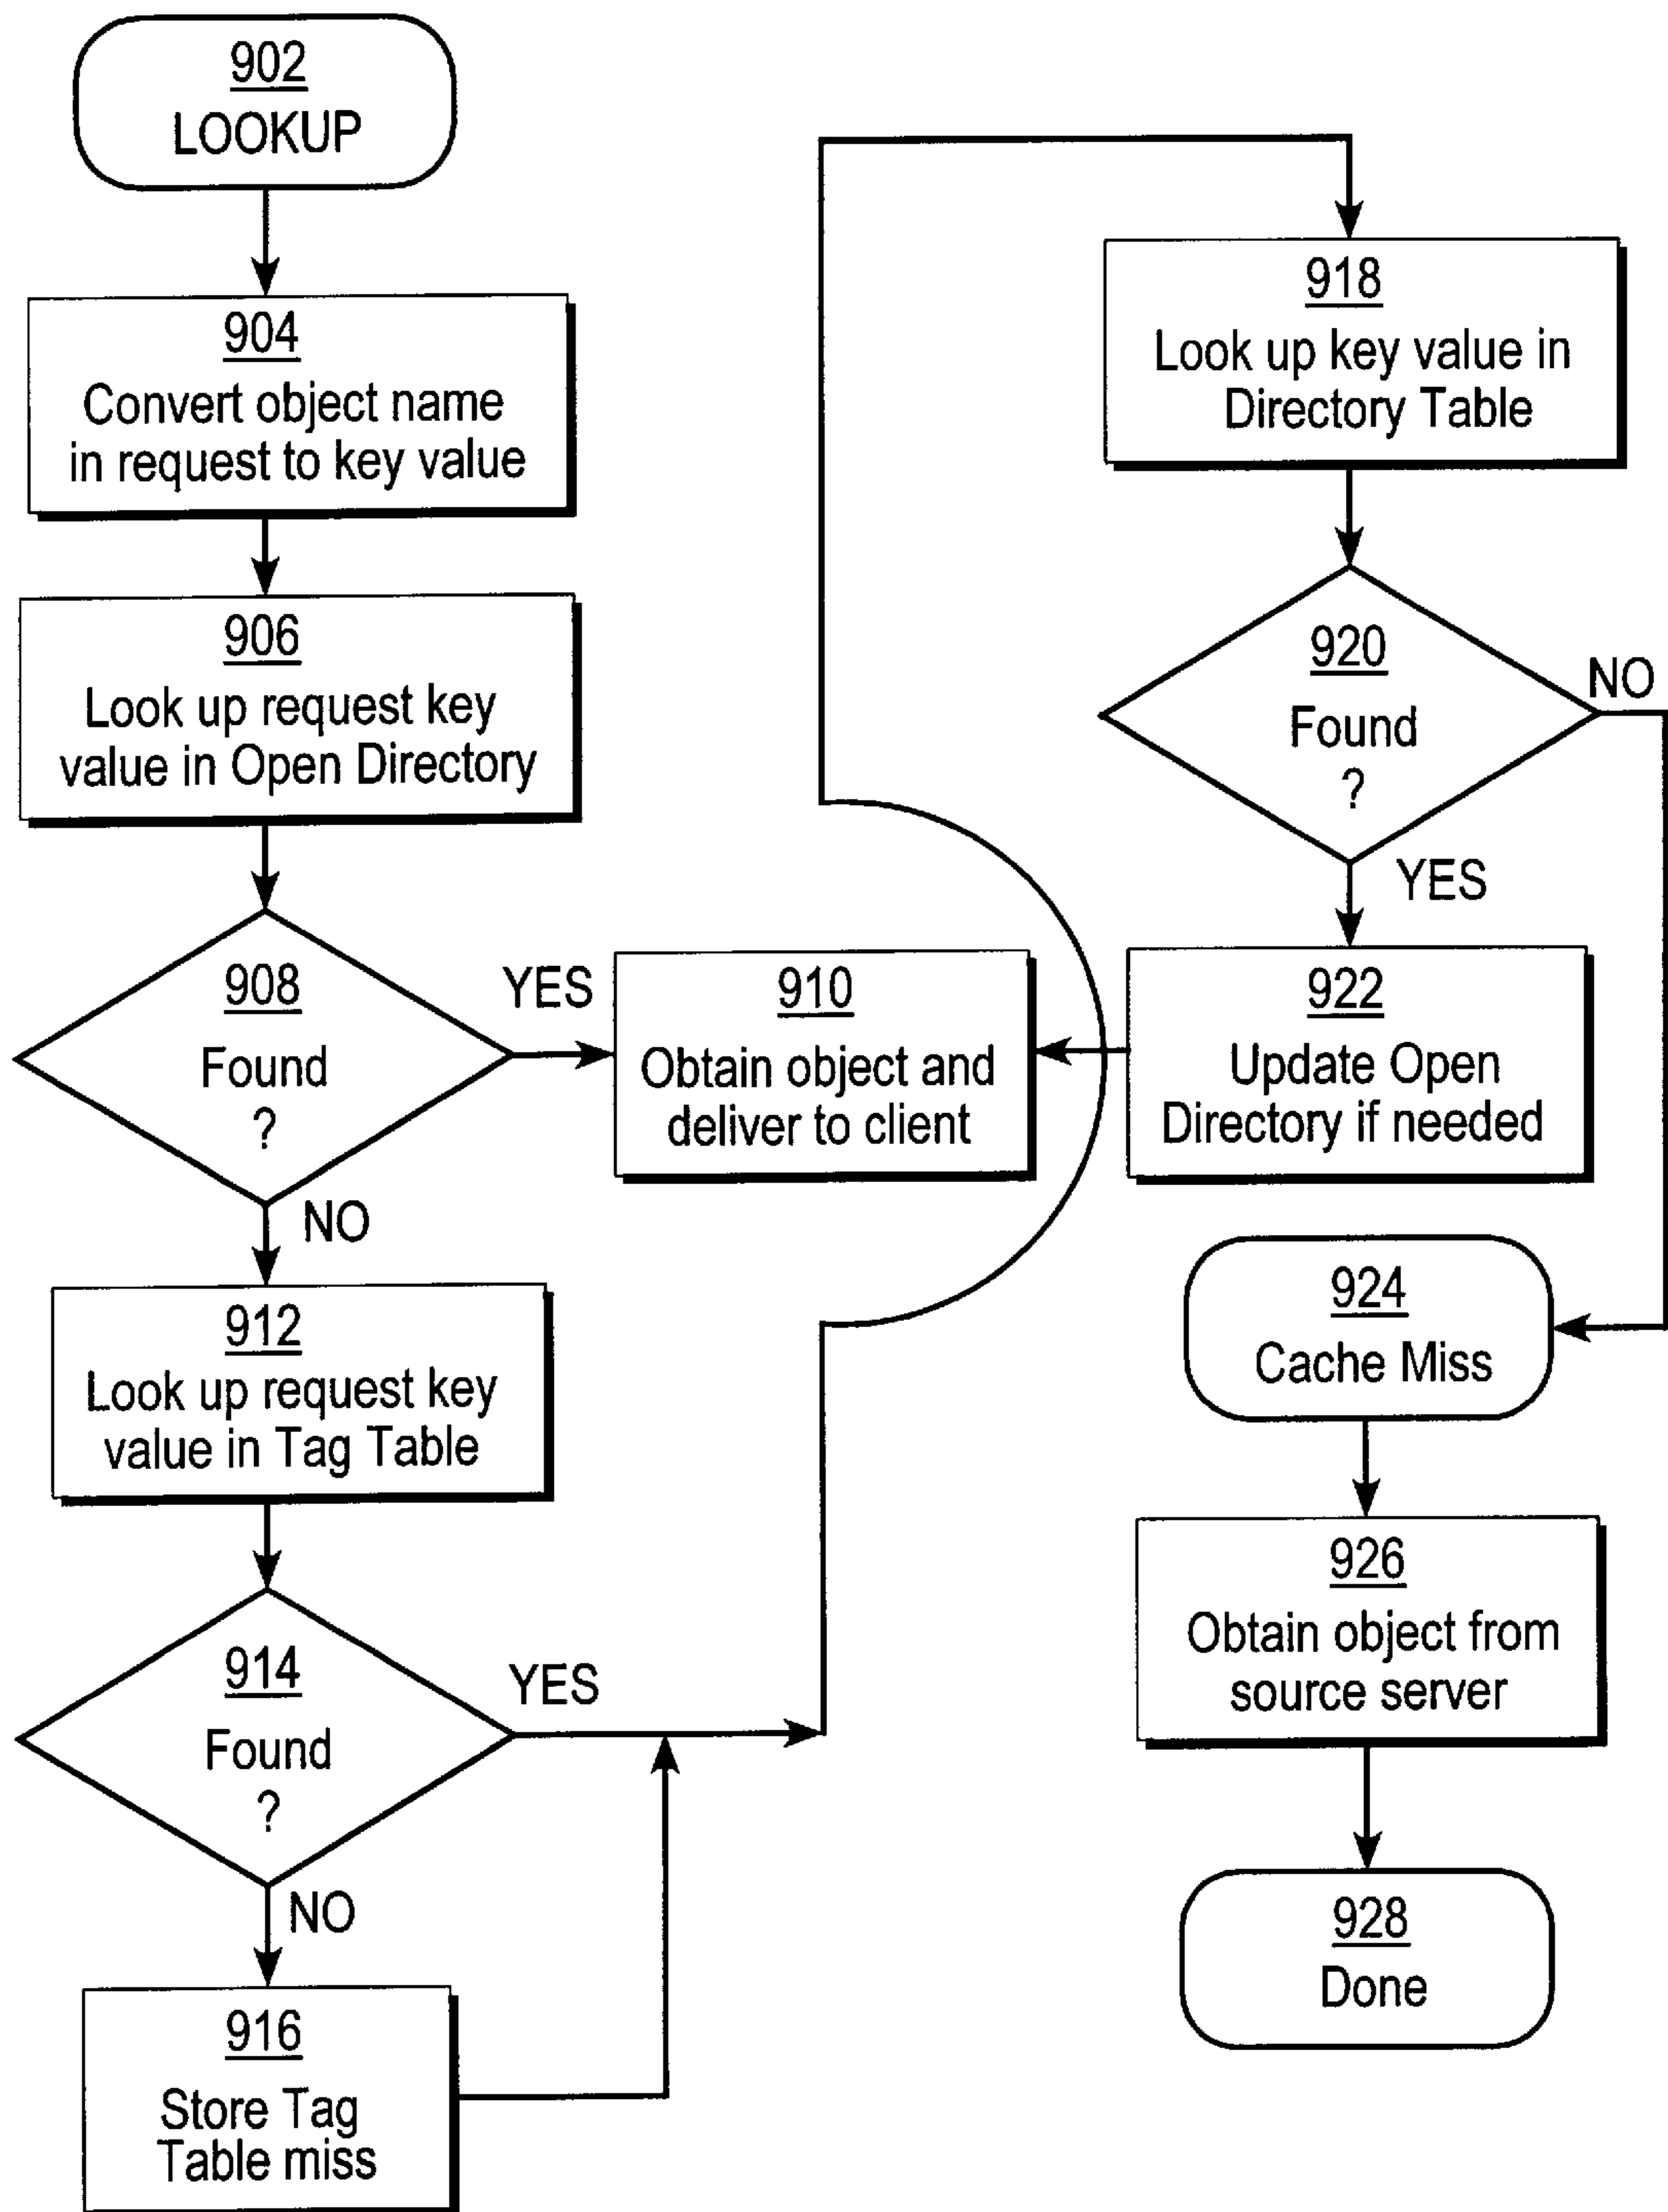 902
LOOKUP
904
Convert object name
in request to key value
906
Look up request key
value in Open Directory
908
Found
?
YES
NO
910
Obtain object and
deliver to client
912
Look up request key
value in Tag Table
914
Found
?
YES
NO
916
Store Tag
Table miss
918
Look up key value in
Directory Table
920
Found
?
NO
YES
922
Update Open
Directory if needed
924
Cache Miss
926
Obtain object from
source server
928
Done